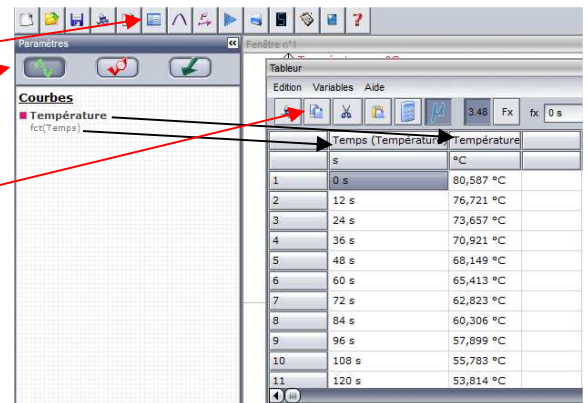 Paramètres
Fenêtre n°1
Courbes
Température
fct(Temps)
Tableur
Edition Variables Aide
3.48 Fx fx 0 s
Temps (Température) Température
s °C
1 0 s 80,587 °C
2 12 s 76,721 °C
3 24 s 73,657 °C
4 36 s 70,921 °C
5 48 s 68,149 °C
6 60 s 65,413 °C
7 72 s 62,823 °C
8 84 s 60,306 °C
9 96 s 57,899 °C
10 108 s 55,783 °C
11 120 s 53,814 °C